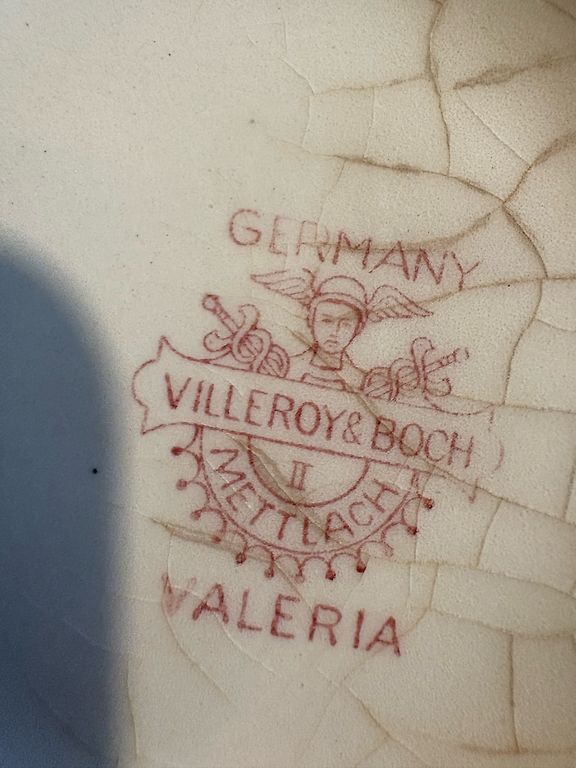 GERMANY
VILLEROY & BOCH
II
METTLACH
VALERIA